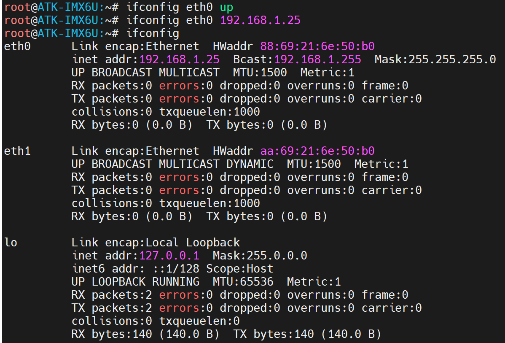 root@ATK-IMX6U:~# ifconfig eth0 up
root@ATK-IMX6U:~# ifconfig eth0 192.168.1.25
root@ATK-IMX6U:~# ifconfig
eth0 Link encap:Ethernet HWaddr 88:69:21:6e:50:b0
inet addr:192.168.1.25 Bcast:192.168.1.255 Mask:255.255.255.0
UP BROADCAST MULTICAST MTU:1500 Metric:1
RX packets:0 errors:0 dropped:0 overruns:0 frame:0
TX packets:0 errors:0 dropped:0 overruns:0 carrier:0
collisions:0 txqueuelen:1000
RX bytes:0 (0.0 B) TX bytes:0 (0.0 B)
eth1 Link encap:Ethernet HWaddr aa:69:21:6e:50:b0
UP BROADCAST MULTICAST DYNAMIC MTU:1500 Metric:1
RX packets:0 errors:0 dropped:0 overruns:0 frame:0
TX packets:0 errors:0 dropped:0 overruns:0 carrier:0
collisions:0 txqueuelen:1000
RX bytes:0 (0.0 B) TX bytes:0 (0.0 B)
lo Link encap:Local Loopback
inet addr:127.0.0.1 Mask:255.0.0.0
inet6 addr: ::1/128 Scope:Host
UP LOOPBACK RUNNING MTU:65536 Metric:1
RX packets:2 errors:0 dropped:0 overruns:0 frame:0
TX packets:2 errors:0 dropped:0 overruns:0 carrier:0
collisions:0 txqueuelen:0
RX bytes:140 (140.0 B) TX bytes:140 (140.0 B)